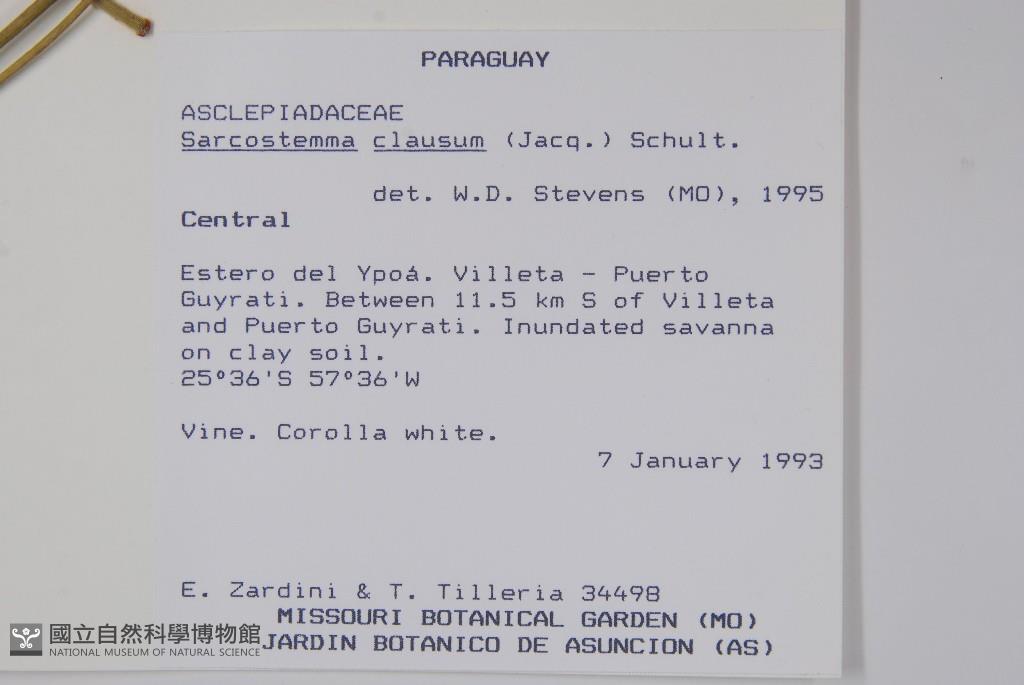 PARAGUAY
ASCLEPIADACEAE
Sarcostemma clausum (Jacq.) Schult.
det. W.D. Stevens (MO), 1995
Central
Estero del Ypoá. Villeta - Puerto
Guyrati. Between 11.5 km S of Villeta
and Puerto Guyrati. Inundated savanna
on clay soil.
25°36'S 57°36'W
Vine. Corolla white.
7 January 1993
E. Zardini & T. Tilleria 34498
MISSOURI BOTANICAL GARDEN (MO)
JARDIN BOTANICO DE ASUNCION (AS)
國立自然科學博物館
NATIONAL MUSEUM OF NATURAL SCIENCE